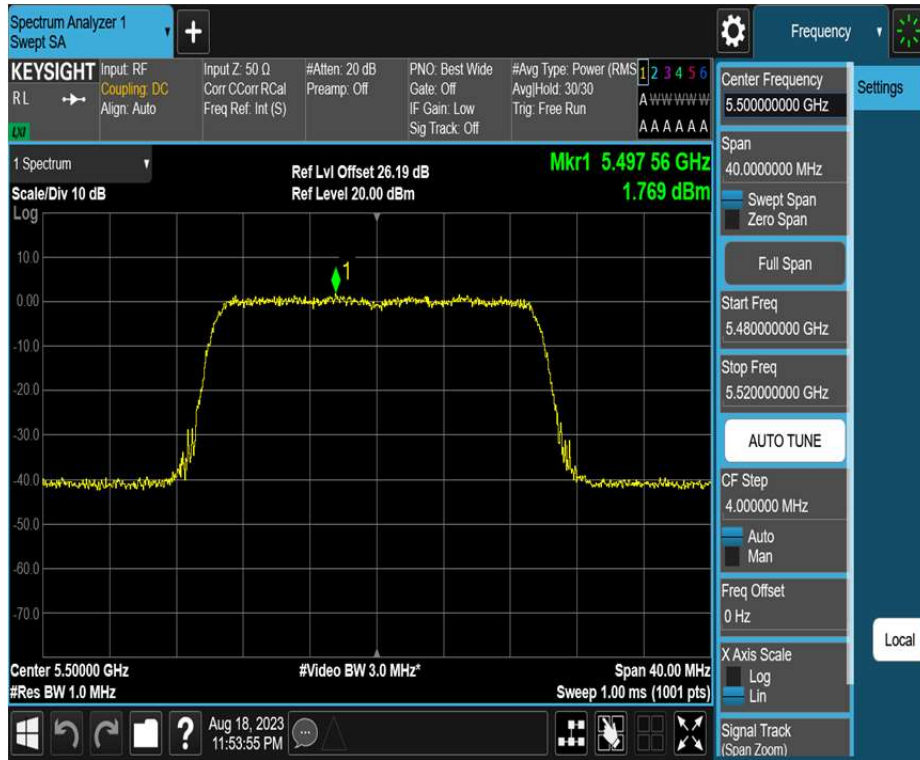 Spectrum Analyzer 1
Swept SA
+
Frequency
KEYSIGHT
R L
LXI
Input: RF
Coupling: DC
Align: Auto
Input Z: 50 Ω
Corr CCorr RCal
Freq Ref: Int (S)
#Atten: 20 dB
Preamp: Off
PNO: Best Wide
Gate: Off
IF Gain: Low
Sig Track: Off
#Avg Type: Power (RMS
Avg|Hold: 30/30
Trig: Free Run
1 2 3 4 5 6
A W W W W W
A A A A A A
Center Frequency
5.500000000 GHz
Settings
Span
40.0000000 MHz
Swept Span
Zero Span
Full Span
Start Freq
5.480000000 GHz
Stop Freq
5.520000000 GHz
AUTO TUNE
CF Step
4.000000 MHz
Auto
Man
Freq Offset
0 Hz
X Axis Scale
Log
Lin
Signal Track
(Span Zoom)
Local
1 Spectrum
Scale/Div 10 dB
Ref Lvl Offset 26.19 dB
Ref Level 20.00 dBm
Mkr1 5.497 56 GHz
1.769 dBm
Log
10.0
1
0.00
-10.0
-20.0
-30.0
-40.0
-50.0
-60.0
-70.0
Center 5.50000 GHz
#Video BW 3.0 MHz*
Span 40.00 MHz
#Res BW 1.0 MHz
Sweep 1.00 ms (1001 pts)
?
Aug 18, 2023
11:53:55 PM